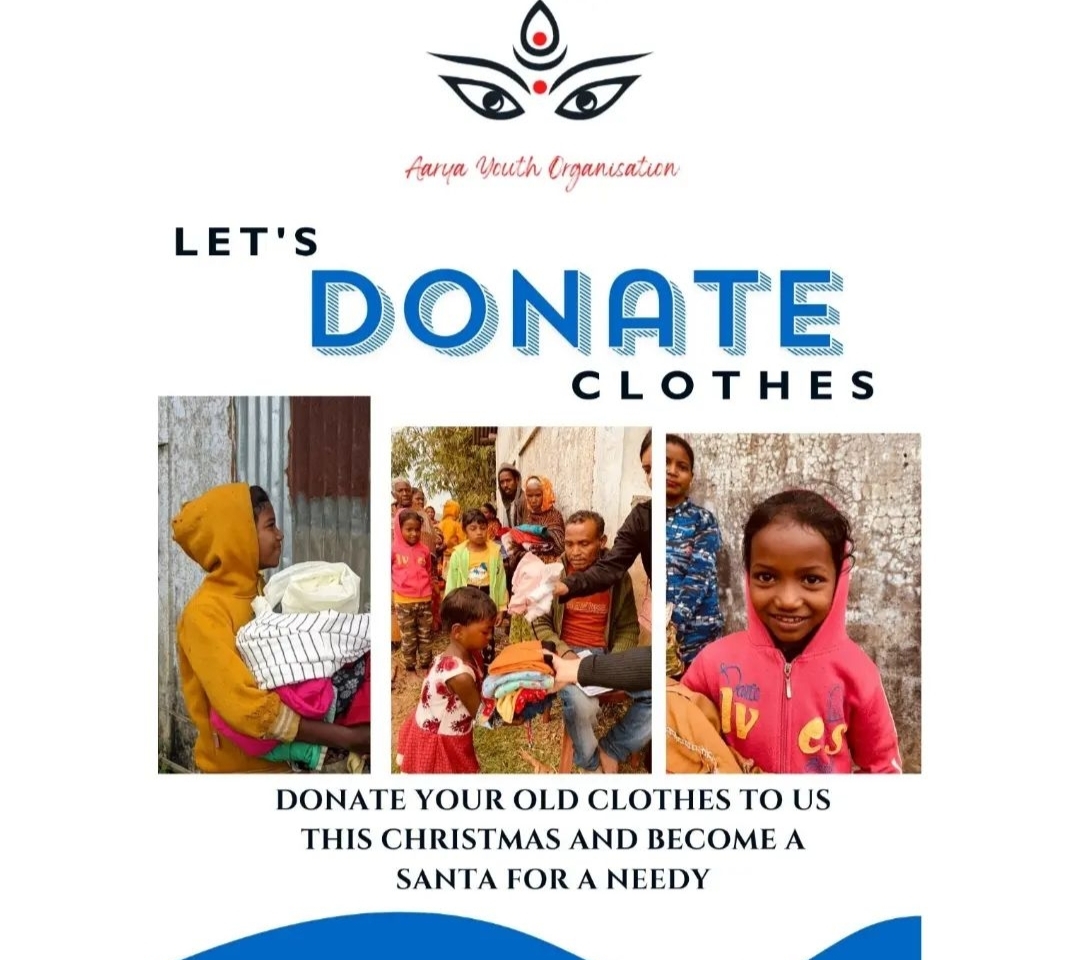 Aarya Youth Organisation
LET'S
DONATE
CLOTHES
DONATE YOUR OLD CLOTHES TO US
THIS CHRISTMAS AND BECOME A
SANTA FOR A NEEDY